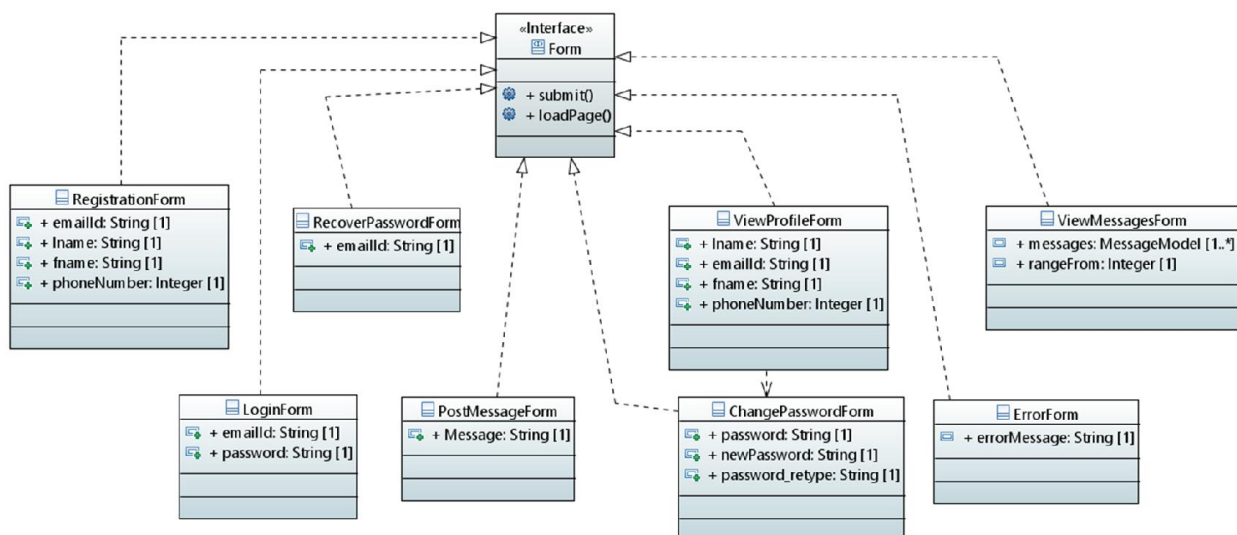 «Interface»
Form
+ submit()
+ loadPage()
RegistrationForm
+ emailId: String [1]
+ lname: String [1]
+ fname: String [1]
+ phoneNumber: Integer [1]
RecoverPasswordForm
+ emailId: String [1]
ViewProfileForm
+ lname: String [1]
+ emailId: String [1]
+ fname: String [1]
+ phoneNumber: Integer [1]
ViewMessagesForm
+ messages: MessageModel [1..*]
+ rangeFrom: Integer [1]
LoginForm
+ emailId: String [1]
+ password: String [1]
PostMessageForm
+ Message: String [1]
ChangePasswordForm
+ password: String [1]
+ newPassword: String [1]
+ password_retype: String [1]
ErrorForm
+ errorMessage: String [1]